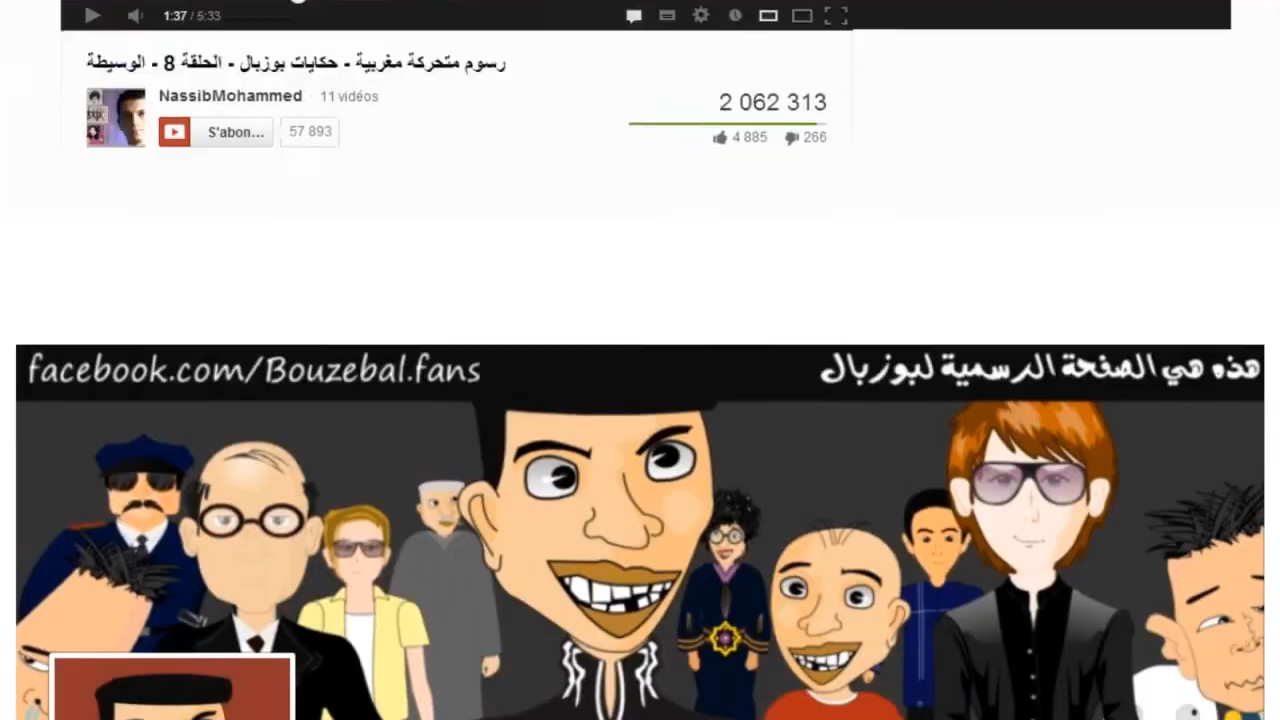 1:37 / 5:33
رسوم متحركة مغربية - حكايات بوزبال - الحلقة 8 - الوسيطة
NassibMohammed · 11 vidéos
2 062 313
S'abon... 57 893
4 885 266
facebook.com/Bouzebal.fans
هذه هي الصفحة الرسمية لبوزبال